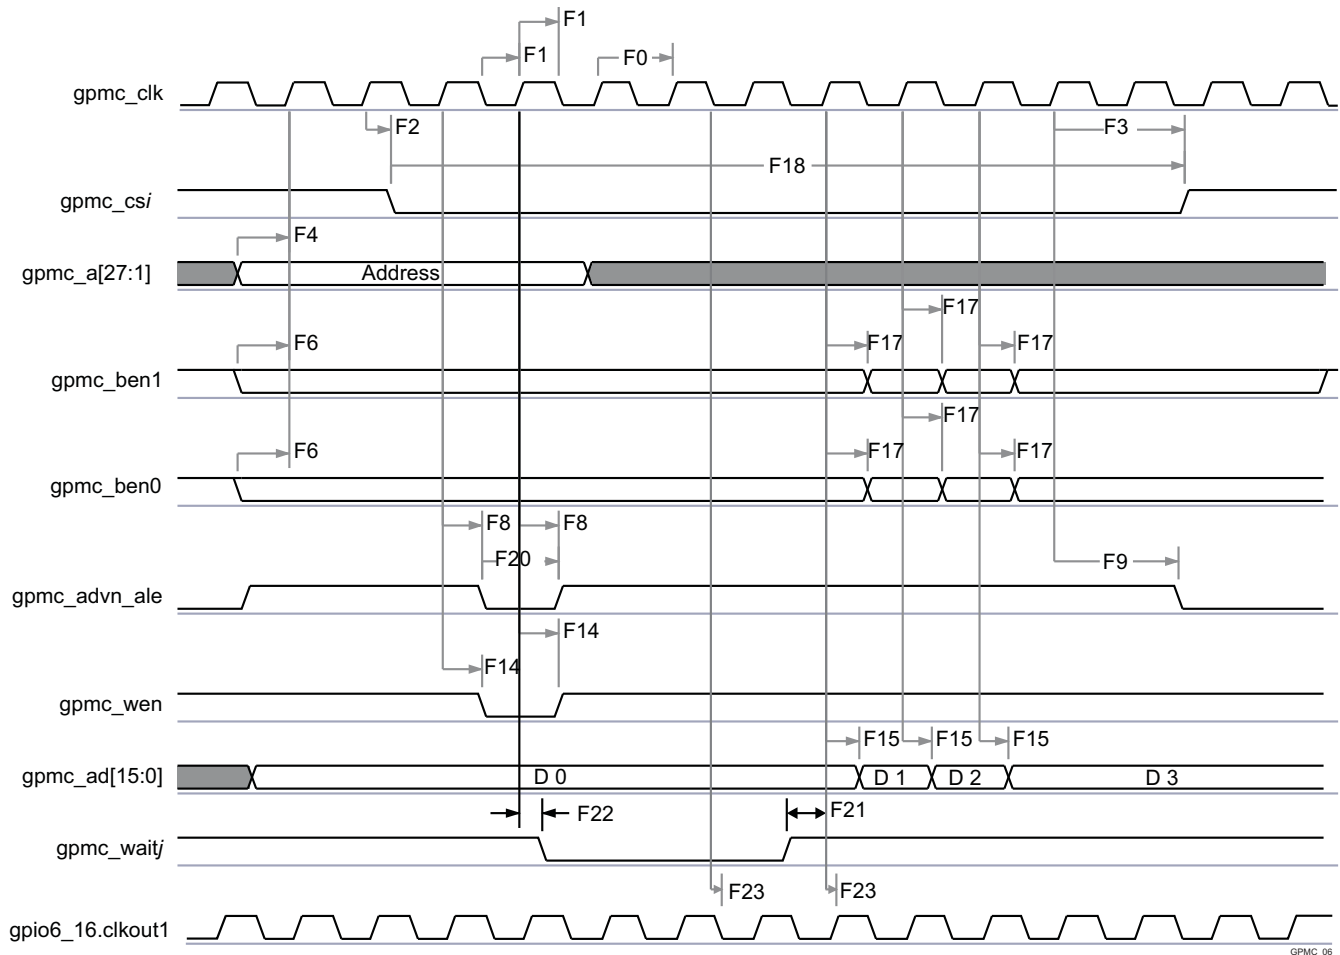 F1
F1
F0
gpmc_clk
F2
F3
F18
gpmc_csi
F4
gpmc_a[27:1]
Address
F17
F6
F17
F17
gpmc_ben1
F17
F6
F17
F17
gpmc_ben0
F8
F8
F20
F9
gpmc_advn_ale
F14
F14
gpmc_wen
F15
F15
F15
gpmc_ad[15:0]
D 0
D 1
D 2
D 3
F22
F21
gpmc_waitj
F23
F23
gpio6_16.clkout1
GPMC_06